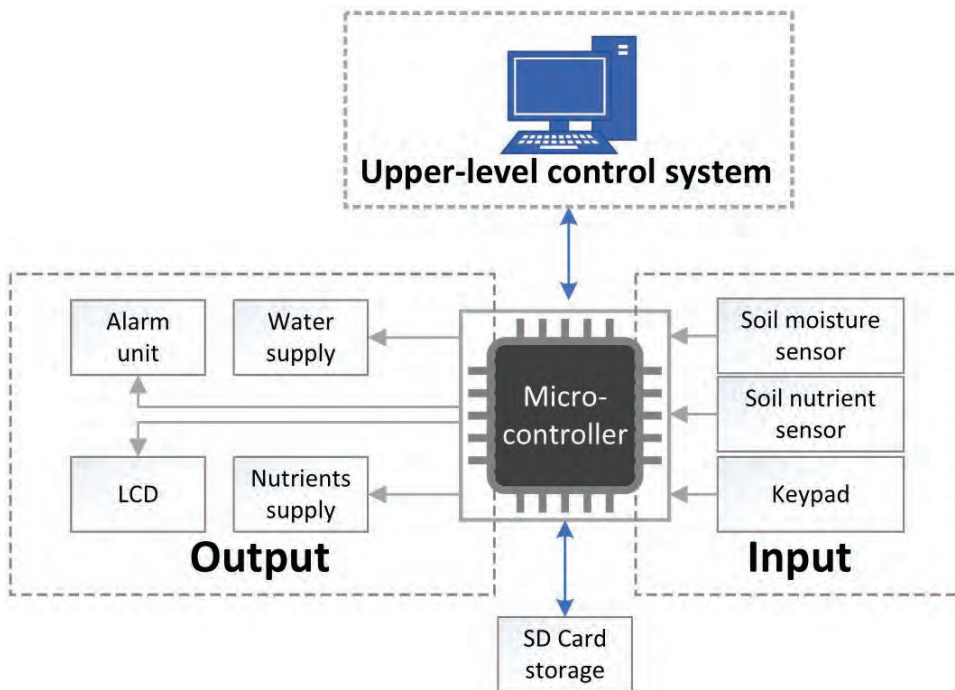 Upper-level control system
Alarm
unit
Water
supply
LCD
Nutrients
supply
Output
Micro-
controller
Soil moisture
sensor
Soil nutrient
sensor
Keypad
Input
SD Card
storage